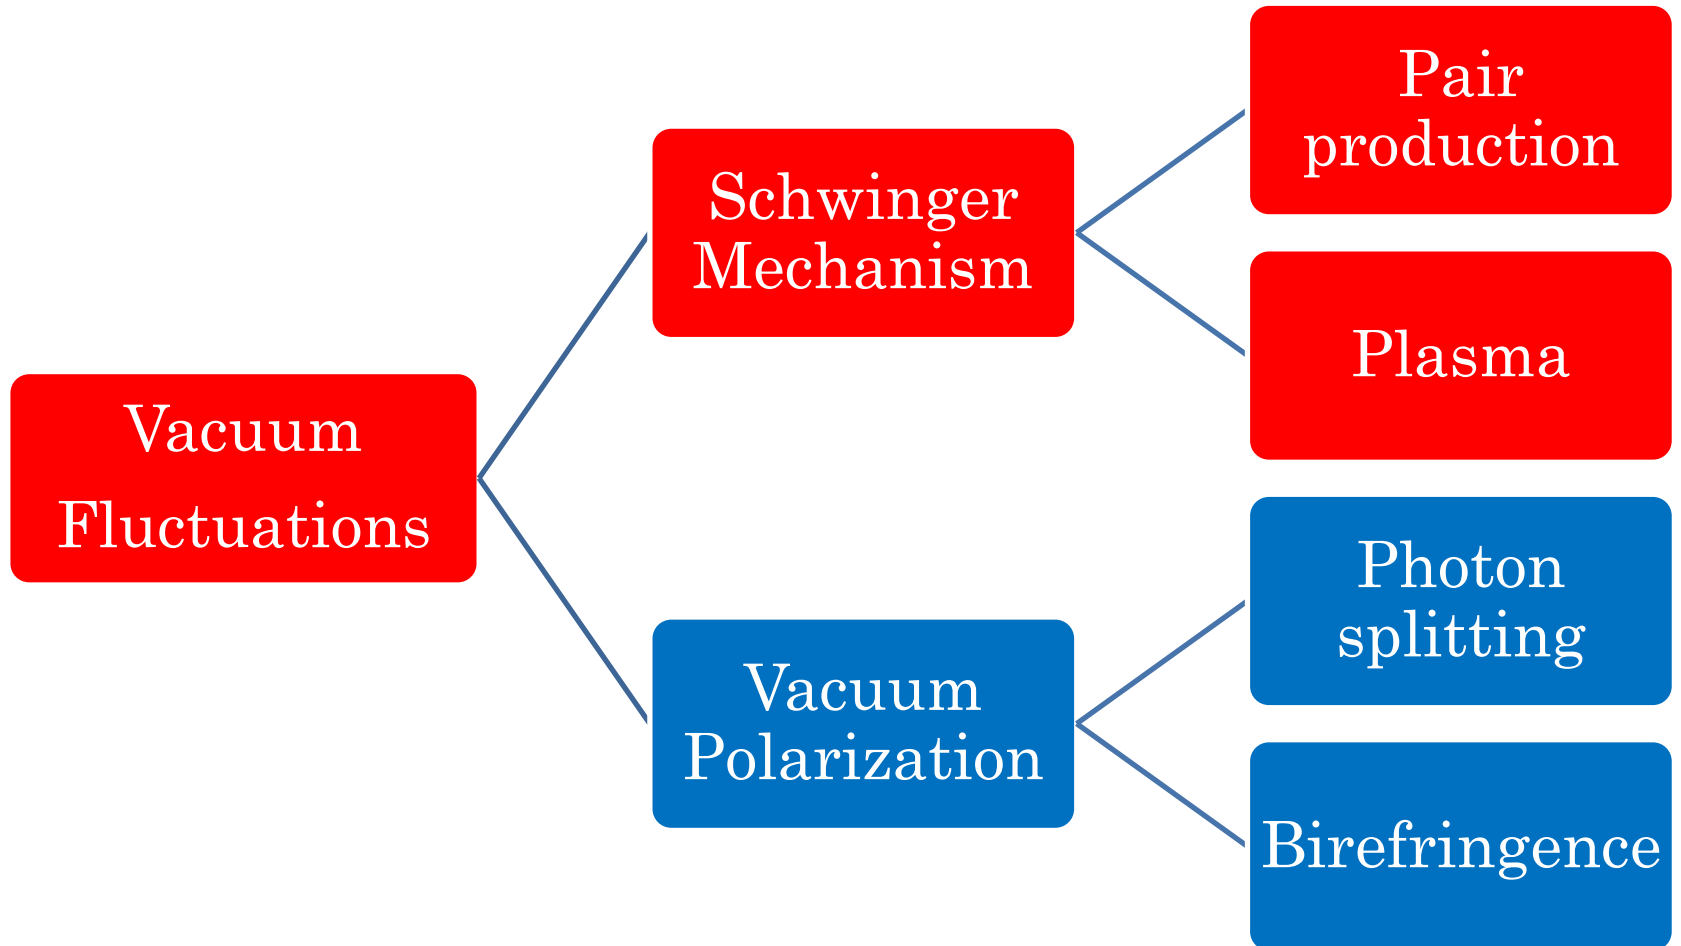 Vacuum
Fluctuations
Schwinger
Mechanism
Pair
production
Plasma
Vacuum
Polarization
Photon
splitting
Birefringence